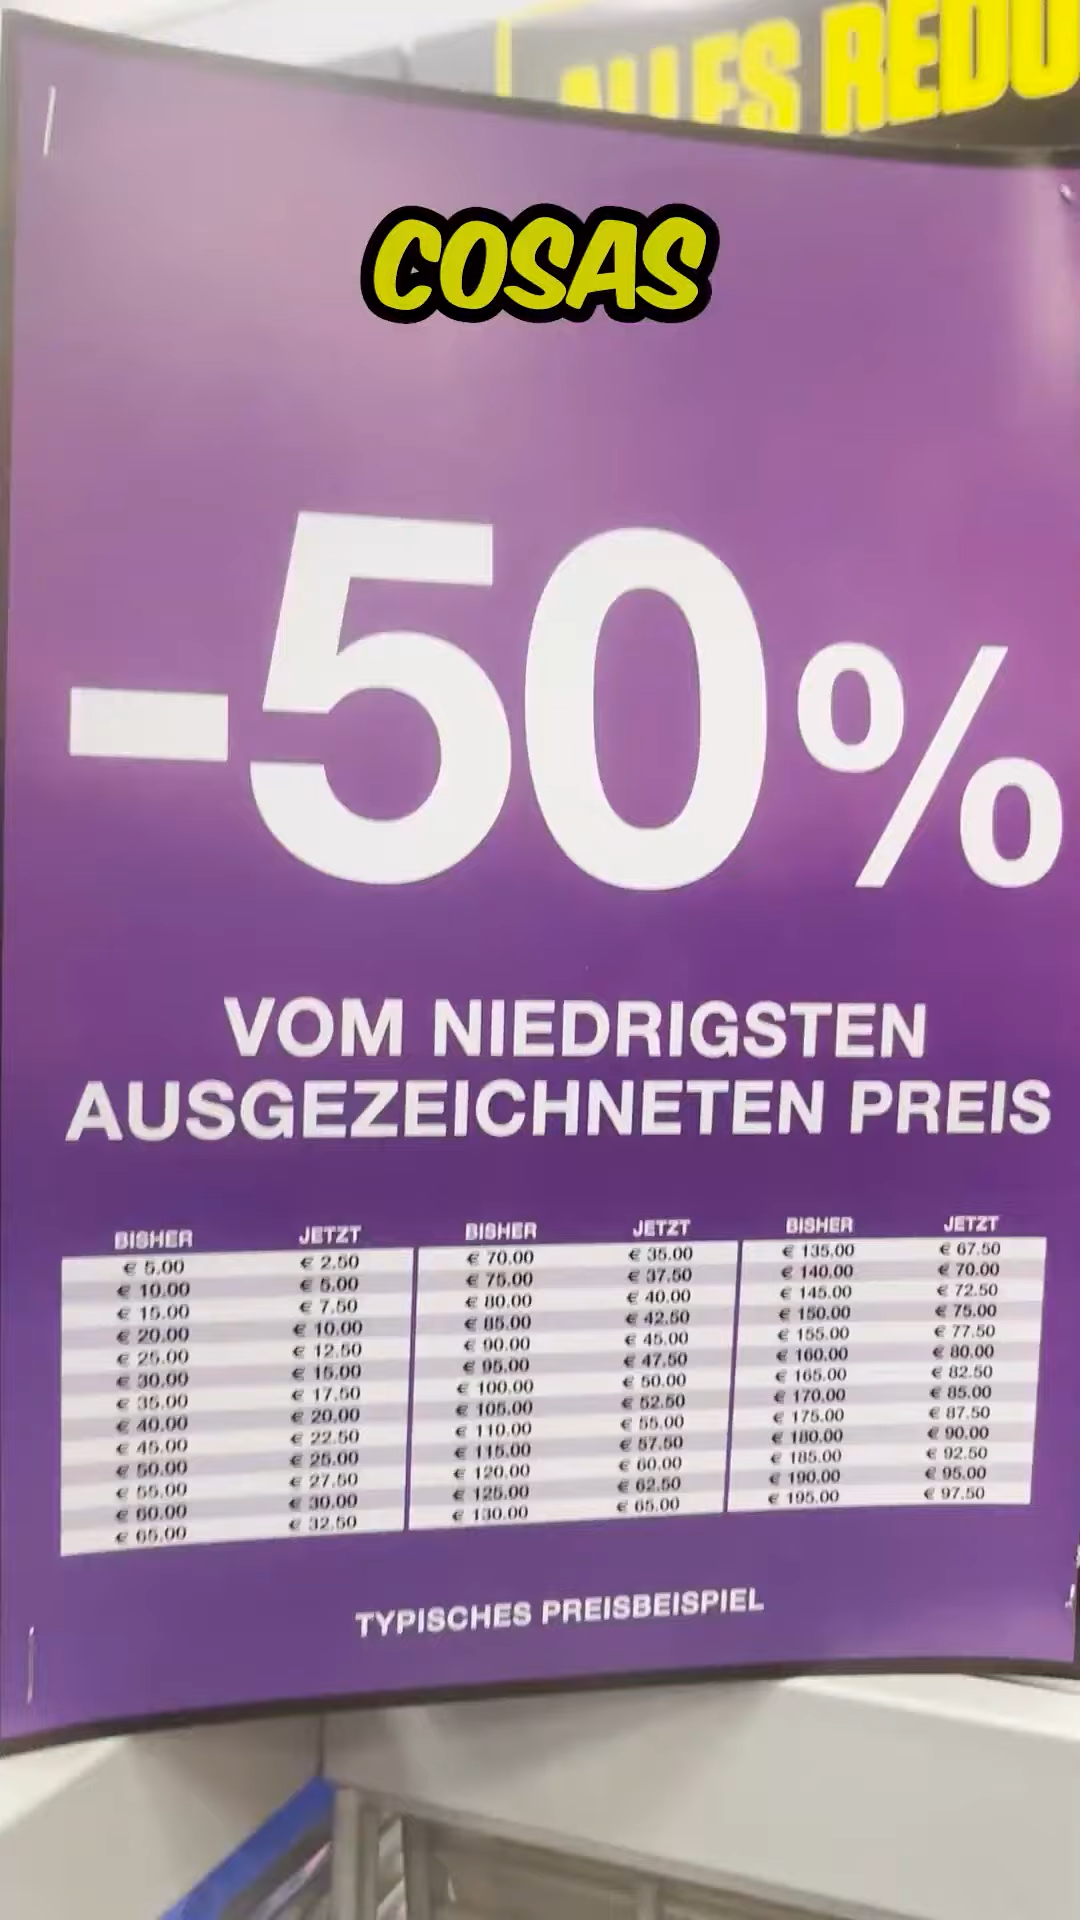 ALLES REDU
COSAS
-50%
VOM NIEDRIGSTEN
AUSGEZEICHNETEN PREIS
BISHER JETZT BISHER JETZT BISHER JETZT
€ 5.00 € 2.50 € 70.00 € 35.00 € 135.00 € 67.50
€ 10.00 € 5.00 € 75.00 € 37.50 € 140.00 € 70.00
€ 15.00 € 7.50 € 80.00 € 40.00 € 145.00 € 72.50
€ 20.00 € 10.00 € 85.00 € 42.50 € 150.00 € 75.00
€ 25.00 € 12.50 € 90.00 € 45.00 € 155.00 € 77.50
€ 30.00 € 15.00 € 95.00 € 47.50 € 160.00 € 80.00
€ 35.00 € 17.50 € 100.00 € 50.00 € 165.00 € 82.50
€ 40.00 € 20.00 € 105.00 € 52.50 € 170.00 € 85.00
€ 45.00 € 22.50 € 110.00 € 55.00 € 175.00 € 87.50
€ 50.00 € 25.00 € 115.00 € 57.50 € 180.00 € 90.00
€ 55.00 € 27.50 € 120.00 € 60.00 € 185.00 € 92.50
€ 60.00 € 30.00 € 125.00 € 62.50 € 190.00 € 95.00
€ 65.00 € 32.50 € 130.00 € 65.00 € 195.00 € 97.50
TYPISCHES PREISBEISPIEL